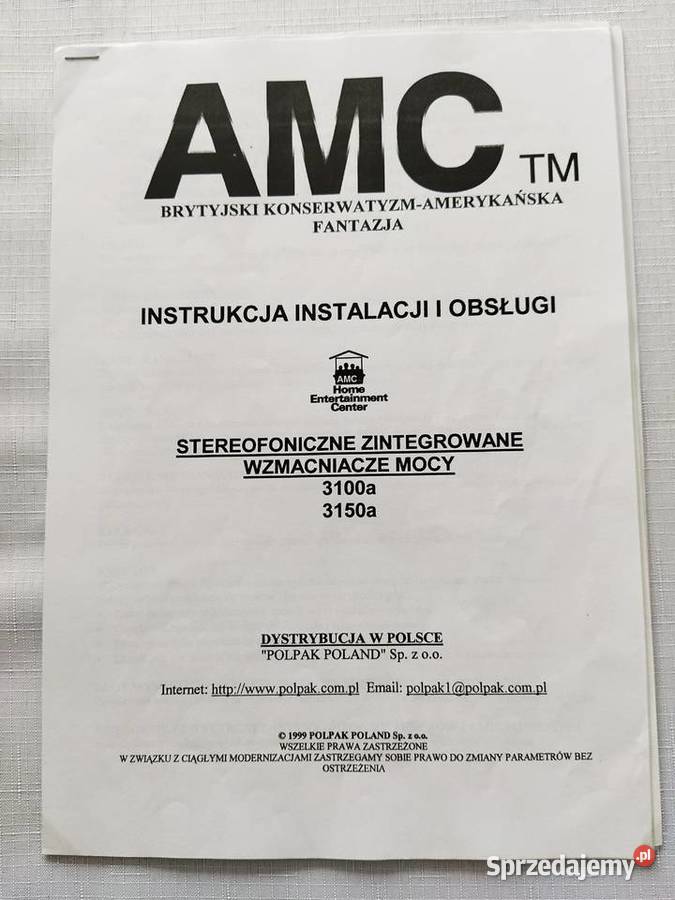 AMC TM
BRYTYJSKI KONSERWATYZM-AMERYKAŃSKA
FANTAZJA
INSTRUKCJA INSTALACJI I OBSŁUGI
AMC
Home
Entertainment
Center
STEREOFONICZNE ZINTEGROWANE
WZMACNIACZE MOCY
3100a
3150a
DYSTRYBUCJA W POLSCE
"POLPAK POLAND" Sp. z o.o.
Internet: http://www.polpak.com.pl Email: polpak1@polpak.com.pl
© 1999 POLPAK POLAND Sp. z o.o.
WSZELKIE PRAWA ZASTRZEŻONE
W ZWIĄZKU Z CIĄGŁYMI MODERNIZACJAMI ZASTRZEGAMY SOBIE PRAWO DO ZMIANY PARAMETRÓW BEZ
OSTRZEŻENIA
Sprzedajemy.pl